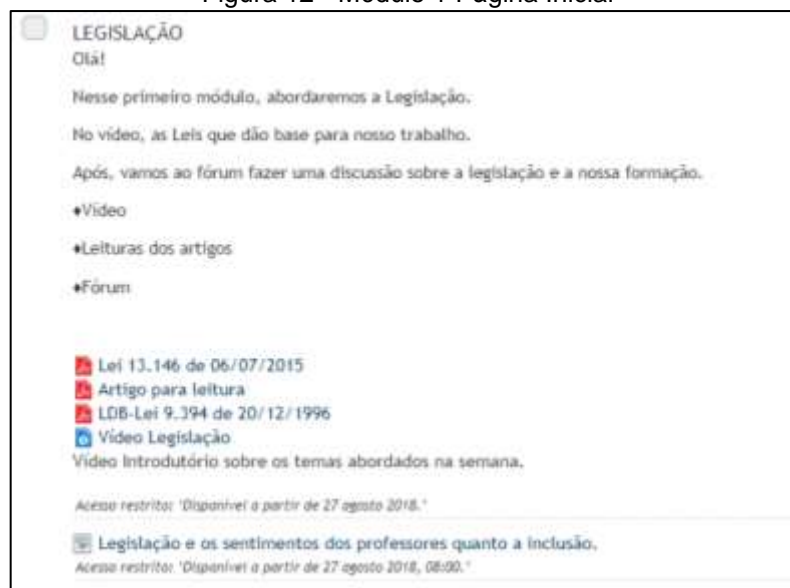 Figura 12 - Módulo 1 Página Inicial
LEGISLAÇÃO
Olá!
Nesse primeiro módulo, abordaremos a Legislação.
No vídeo, as Leis que dão base para nosso trabalho.
Após, vamos ao fórum fazer uma discussão sobre a legislação e a nossa formação.
♦Vídeo
♦Leituras dos artigos
♦Fórum
Lei 13.146 de 06/07/2015
Artigo para leitura
LDB-Lei 9.394 de 20/12/1996
Vídeo Legislação
Vídeo Introdutório sobre os temas abordados na semana.
Acesso restrito: 'Disponível a partir de 27 agosto 2018.'
Legislação e os sentimentos dos professores quanto a inclusão.
Acesso restrito: 'Disponível a partir de 27 agosto 2018, 08:00.'